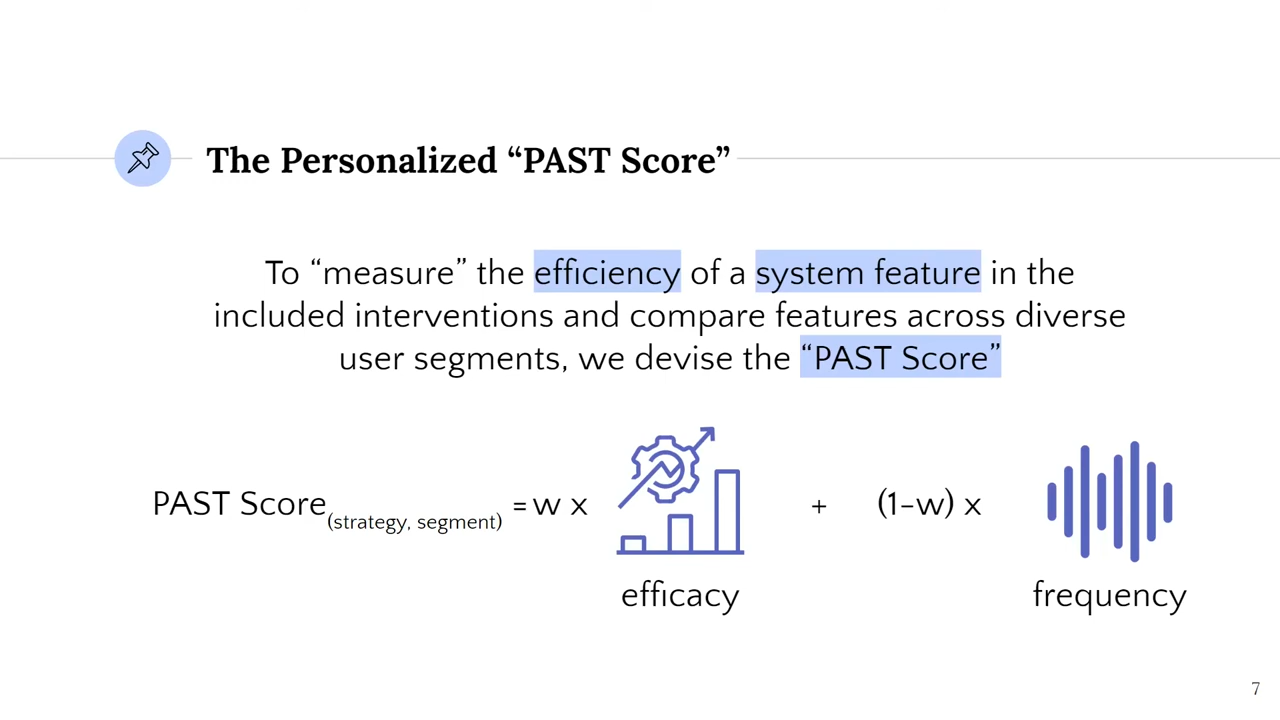 The Personalized “PAST Score”
To “measure” the efficiency of a system feature in the
included interventions and compare features across diverse
user segments, we devise the “PAST Score”
PAST Score(strategy, segment) = w x + (1-w) x
efficacy frequency
7